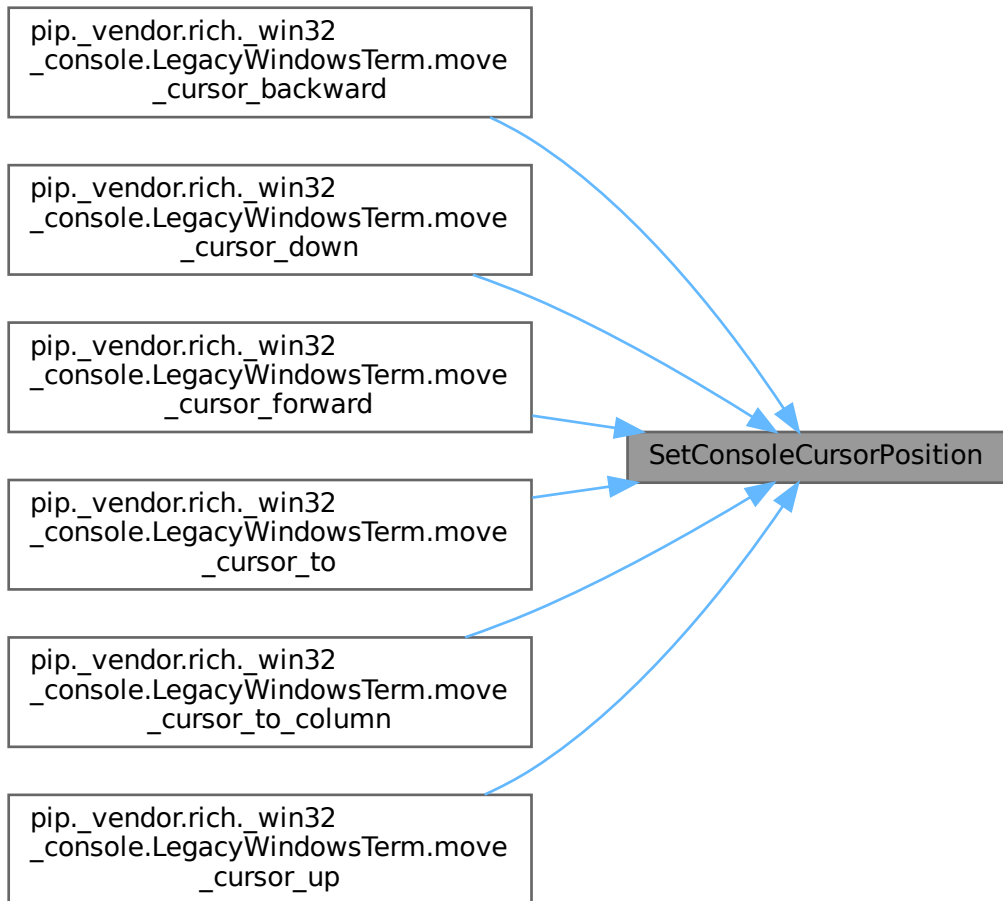 pip._vendor.rich._win32
_console.LegacyWindowsTerm.move
_cursor_backward
pip._vendor.rich._win32
_console.LegacyWindowsTerm.move
_cursor_down
pip._vendor.rich._win32
_console.LegacyWindowsTerm.move
_cursor_forward
SetConsoleCursorPosition
pip._vendor.rich._win32
_console.LegacyWindowsTerm.move
_cursor_to
pip._vendor.rich._win32
_console.LegacyWindowsTerm.move
_cursor_to_column
pip._vendor.rich._win32
_console.LegacyWindowsTerm.move
_cursor_up